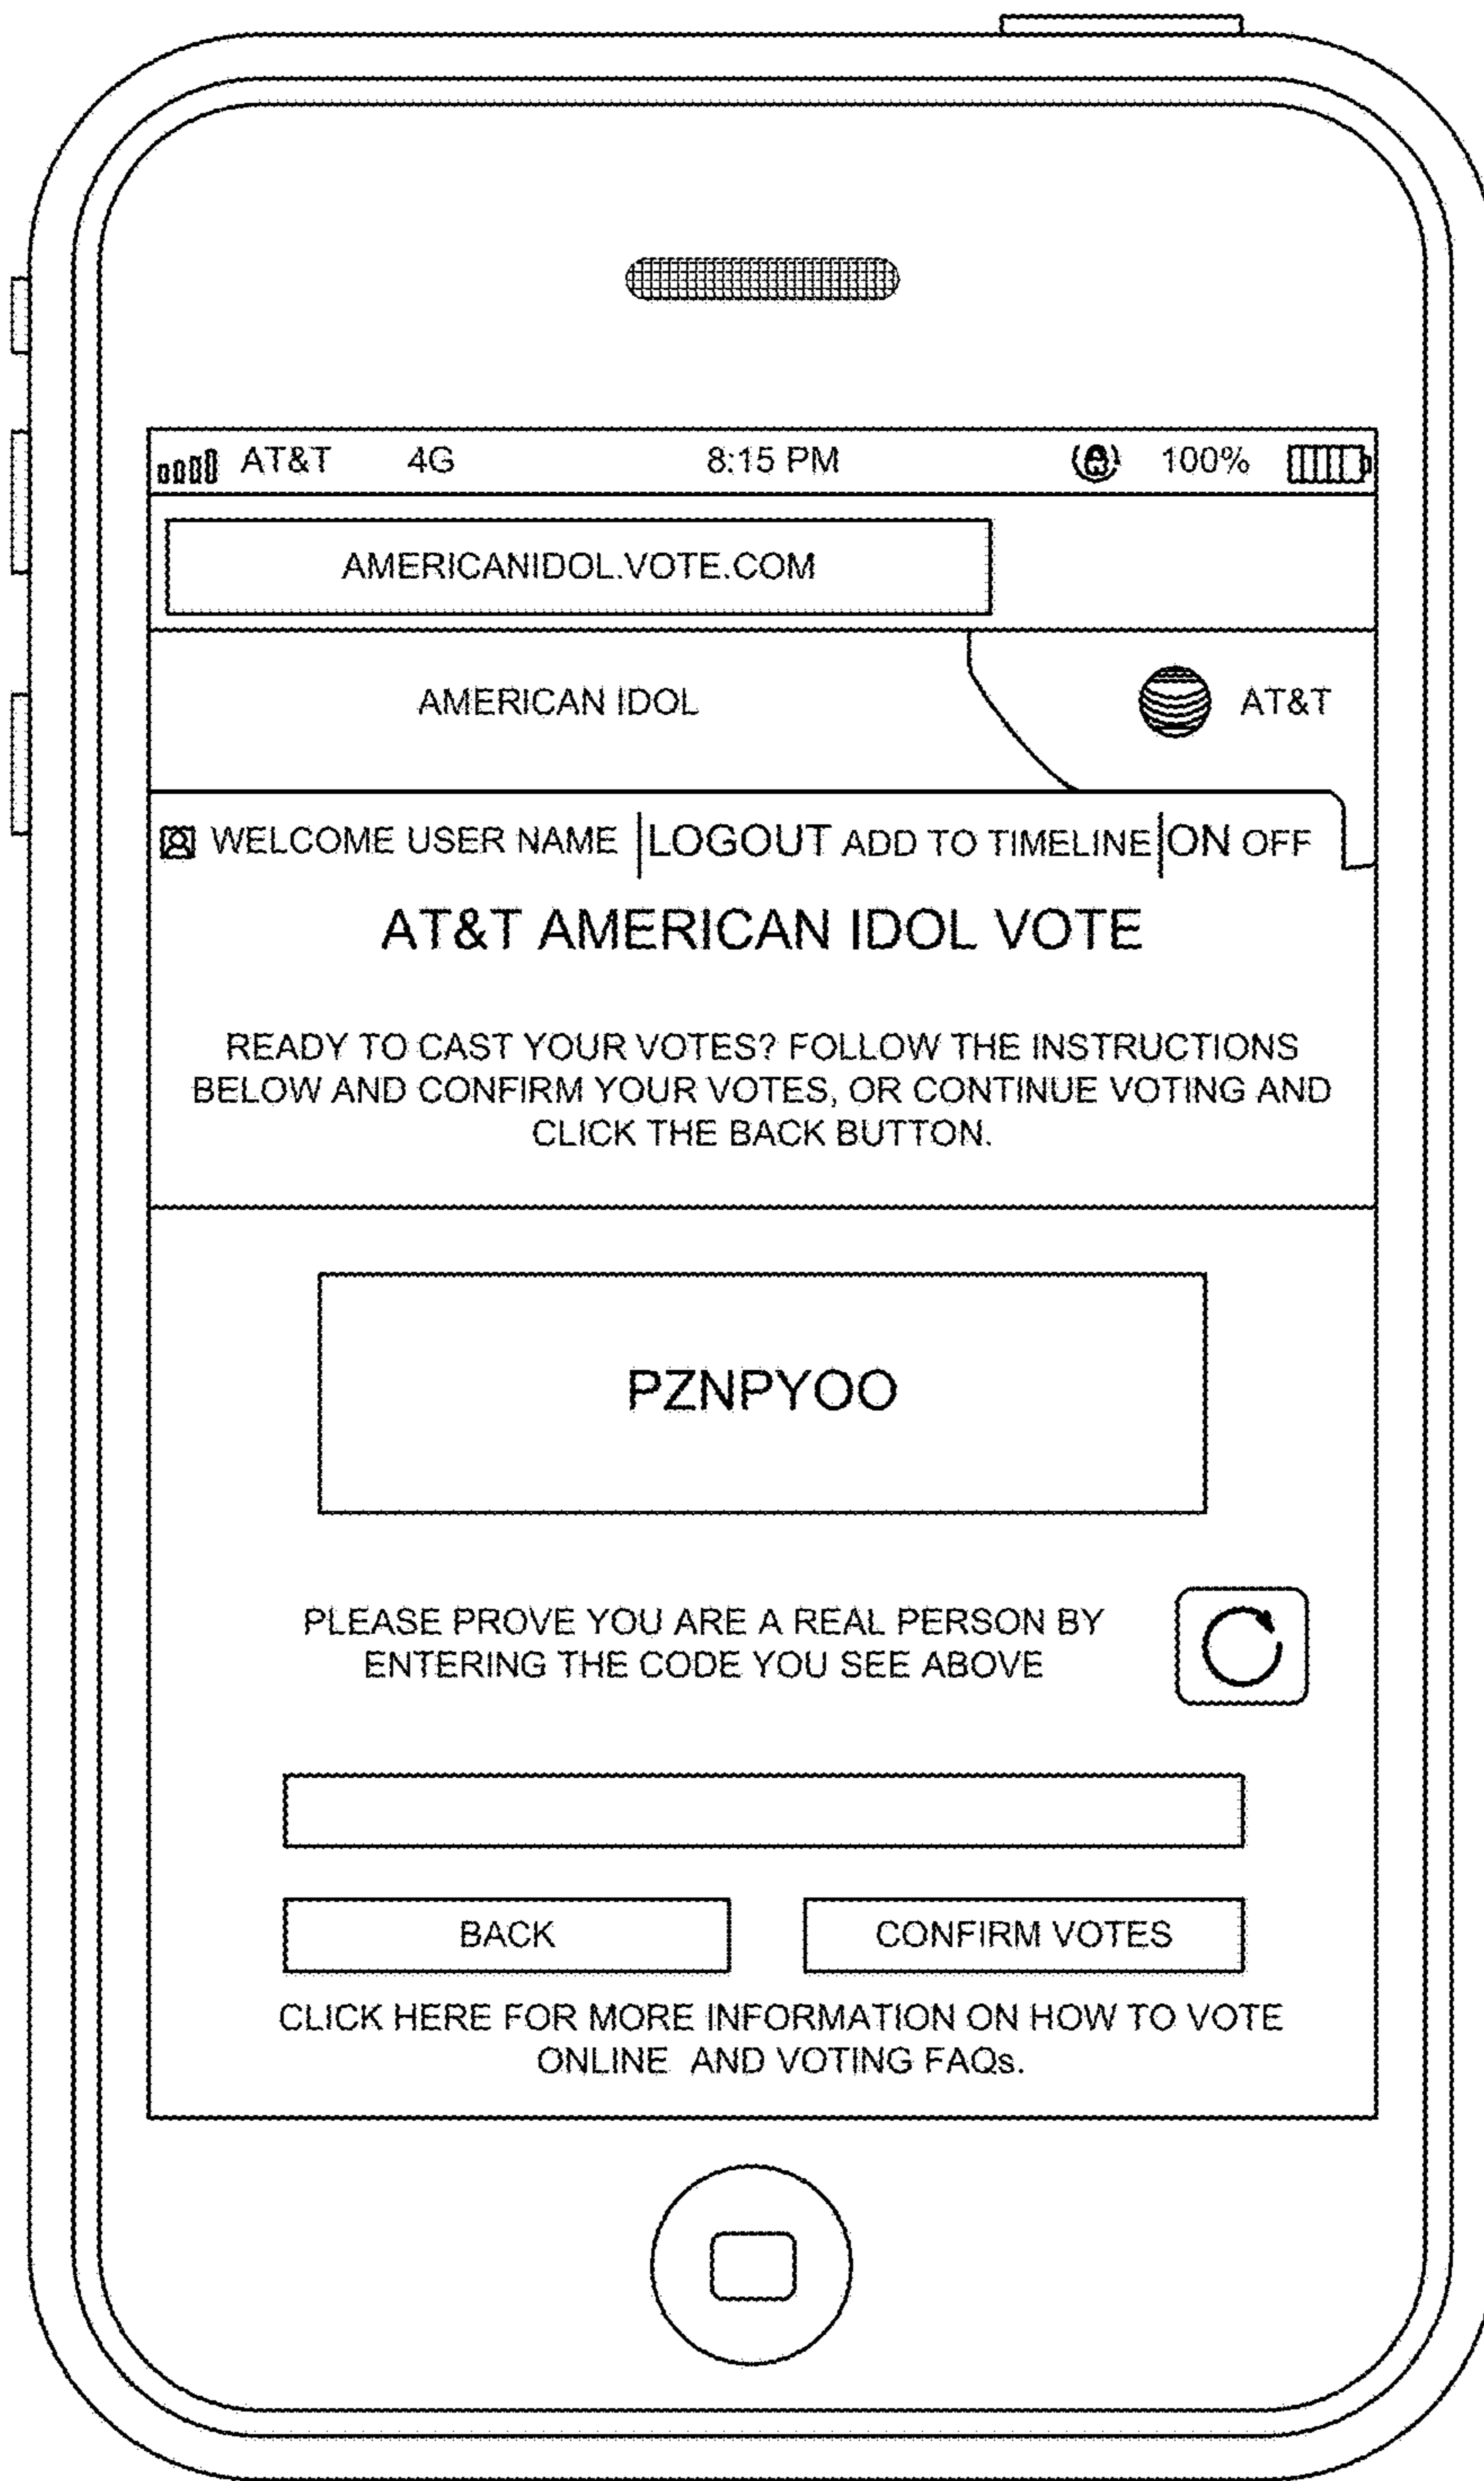 AT&T 4G 8:15 PM 100%
AMERICANIDOL.VOTE.COM
AMERICAN IDOL AT&T
WELCOME USER NAME |LOGOUT ADD TO TIMELINE|ON OFF
AT&T AMERICAN IDOL VOTE
READY TO CAST YOUR VOTES? FOLLOW THE INSTRUCTIONS
BELOW AND CONFIRM YOUR VOTES, OR CONTINUE VOTING AND
CLICK THE BACK BUTTON.
PZNPYOO
PLEASE PROVE YOU ARE A REAL PERSON BY
ENTERING THE CODE YOU SEE ABOVE
BACK CONFIRM VOTES
CLICK HERE FOR MORE INFORMATION ON HOW TO VOTE
ONLINE AND VOTING FAQs.